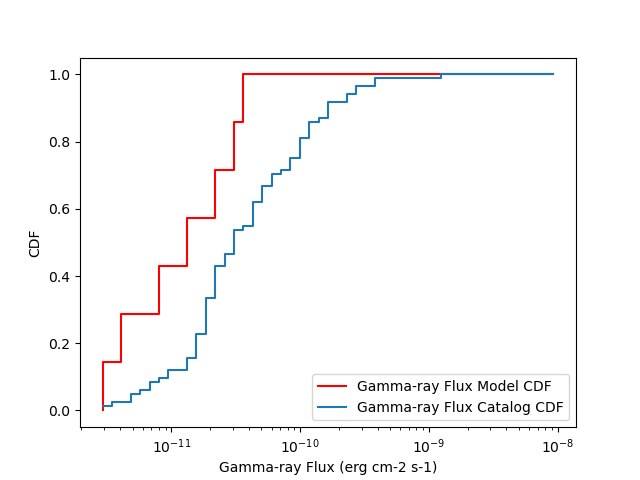 1.0
0.8
0.6
0.4
0.2
0.0
CDF
10⁻¹¹
10⁻¹⁰
10⁻⁹
10⁻⁸
Gamma-ray Flux (erg cm-2 s-1)
Gamma-ray Flux Model CDF
Gamma-ray Flux Catalog CDF